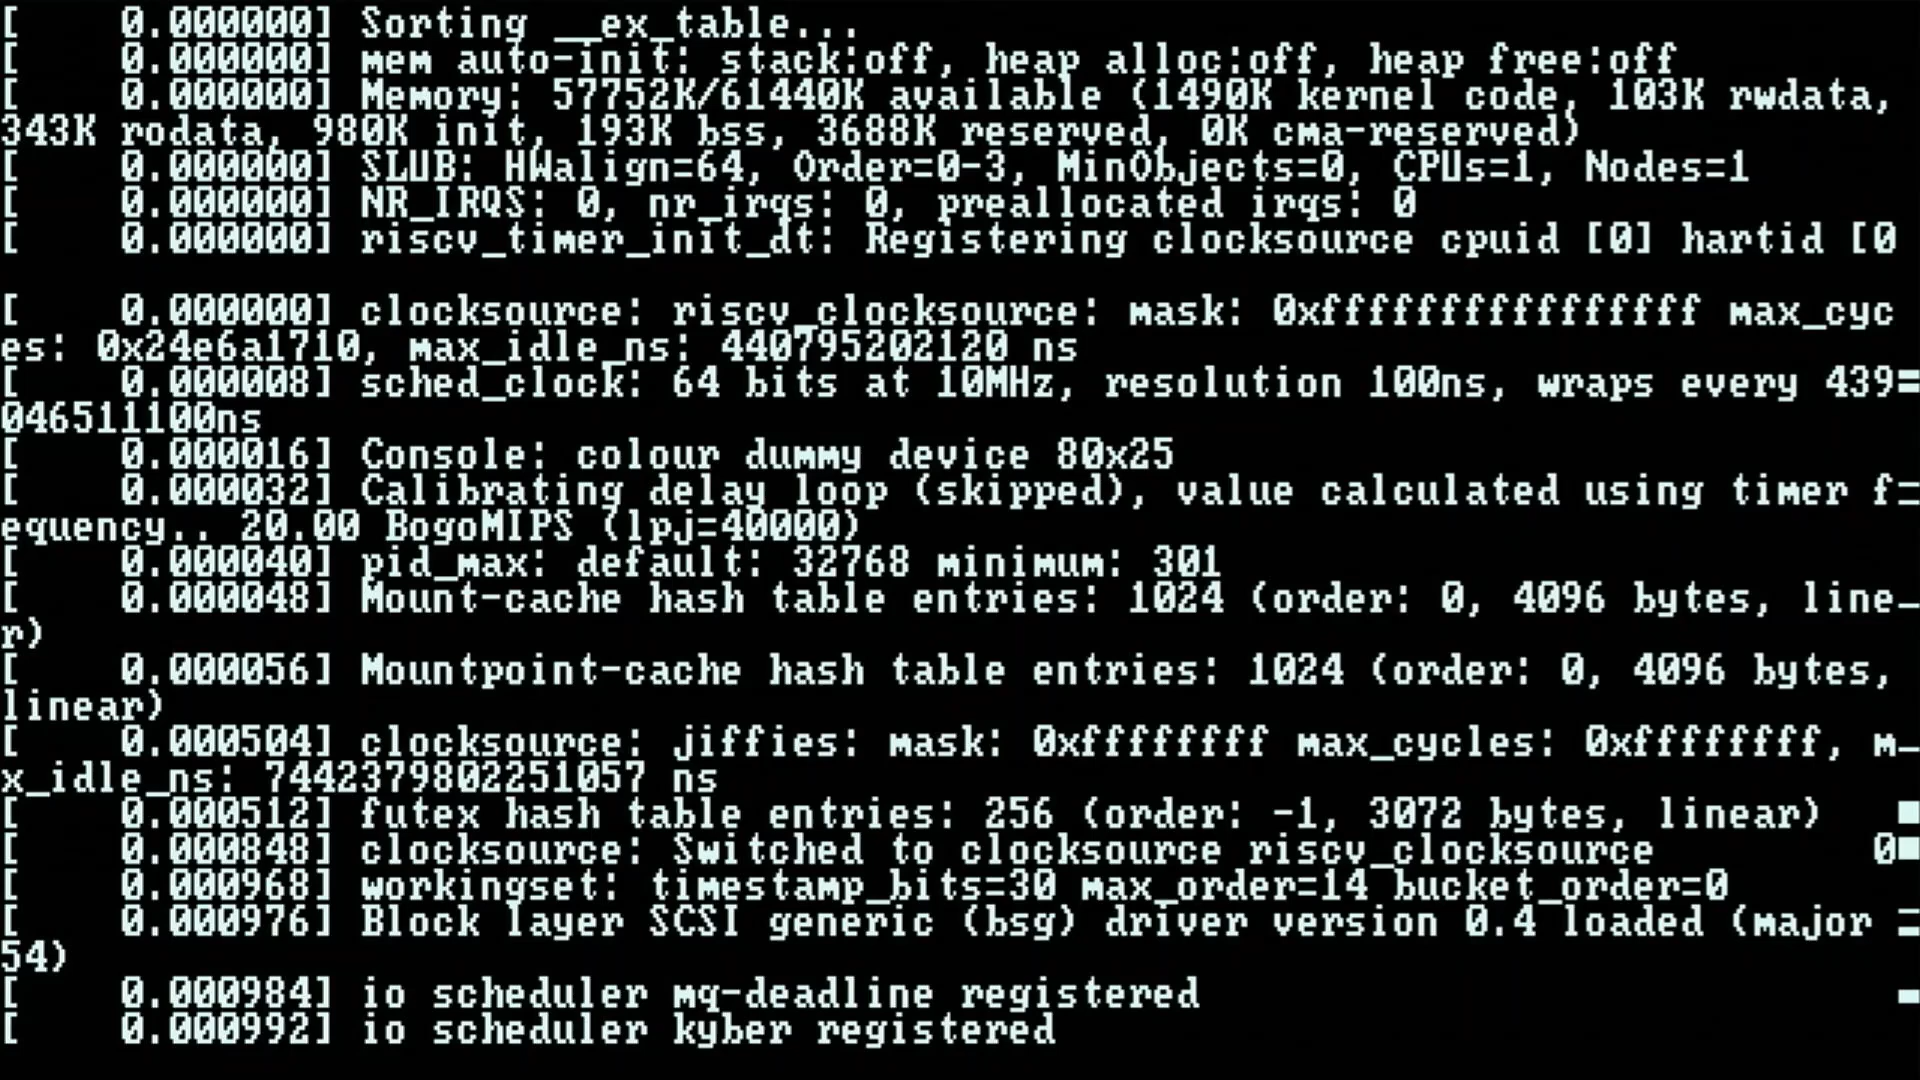 [    0.000000] Sorting __ex_table...
[    0.000000] mem auto-init: stack:off, heap alloc:off, heap free:off
[    0.000000] Memory: 57752K/61440K available (1490K kernel code, 103K rwdata,
343K rodata, 980K init, 193K bss, 3688K reserved, 0K cma-reserved)
[    0.000000] SLUB: HWalign=64, Order=0-3, MinObjects=0, CPUs=1, Nodes=1
[    0.000000] NR_IRQS: 0, nr_irqs: 0, preallocated irqs: 0
[    0.000000] riscv_timer_init_dt: Registering clocksource cpuid [0] hartid [0
[    0.000000] clocksource: riscv_clocksource: mask: 0xffffffffffffffff max_cyc
es: 0x24e6a1710, max_idle_ns: 440795202120 ns
[    0.000008] sched_clock: 64 bits at 10MHz, resolution 100ns, wraps every 439=
046511100ns
[    0.000016] Console: colour dummy device 80x25
[    0.000032] Calibrating delay loop (skipped), value calculated using timer f=
equency.. 20.00 BogoMIPS (lpj=40000)
[    0.000040] pid_max: default: 32768 minimum: 301
[    0.000048] Mount-cache hash table entries: 1024 (order: 0, 4096 bytes, line-
r)
[    0.000056] Mountpoint-cache hash table entries: 1024 (order: 0, 4096 bytes,
linear)
[    0.000504] clocksource: jiffies: mask: 0xffffffff max_cycles: 0xffffffff, m-
x_idle_ns: 7442379802251057 ns
[    0.000512] futex hash table entries: 256 (order: -1, 3072 bytes, linear)   ■
[    0.000848] clocksource: Switched to clocksource riscv_clocksource         0■
[    0.000968] workingset: timestamp_bits=30 max_order=14 bucket_order=0
[    0.000976] Block layer SCSI generic (bsg) driver version 0.4 loaded (major =
54)
[    0.000984] io scheduler mq-deadline registered                             -
[    0.000992] io scheduler kyber registered